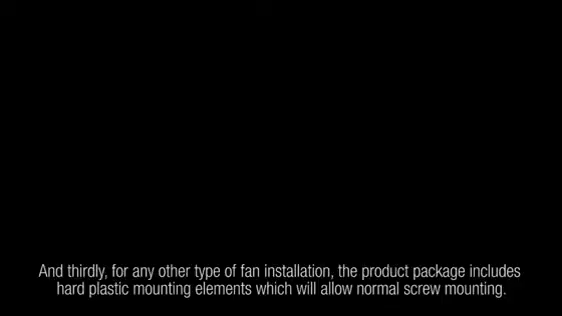 And thirdly, for any other type of fan installation, the product package includes
hard plastic mounting elements which will allow normal screw mounting.